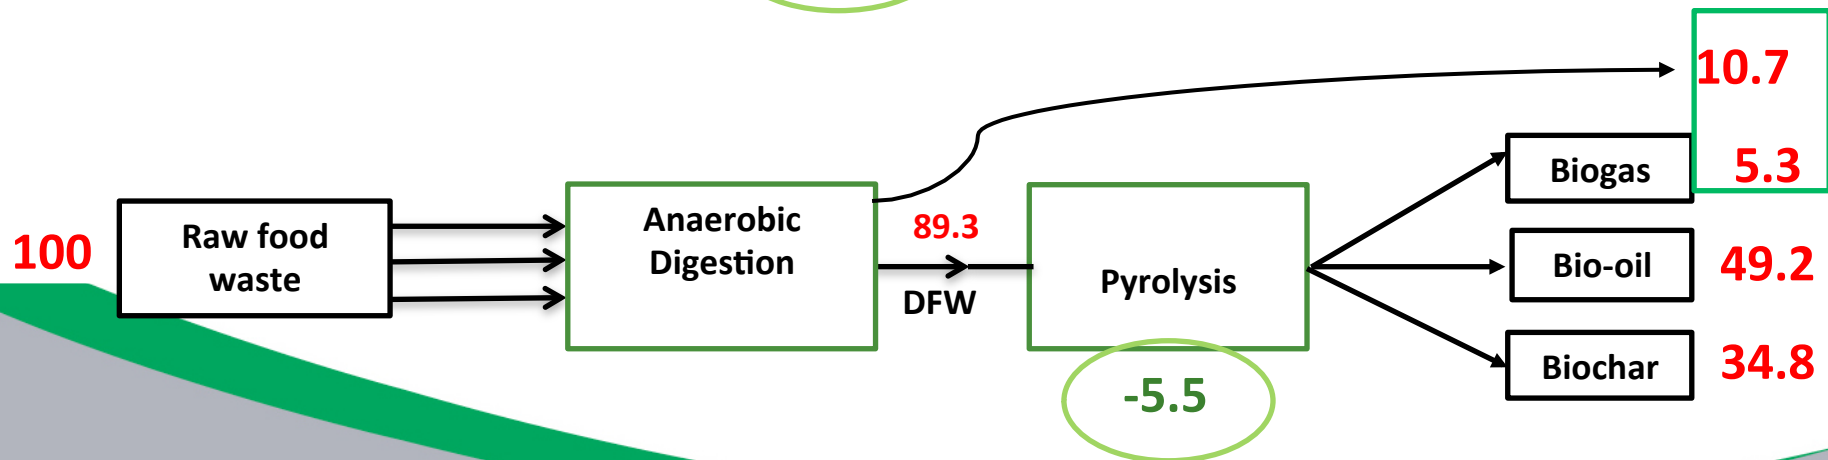 10.7
Biogas 5.3
Anaerobic
Digestion
100
Raw food
waste
89.3
DFW
Pyrolysis
Bio-oil 49.2
Biochar 34.8
-5.5